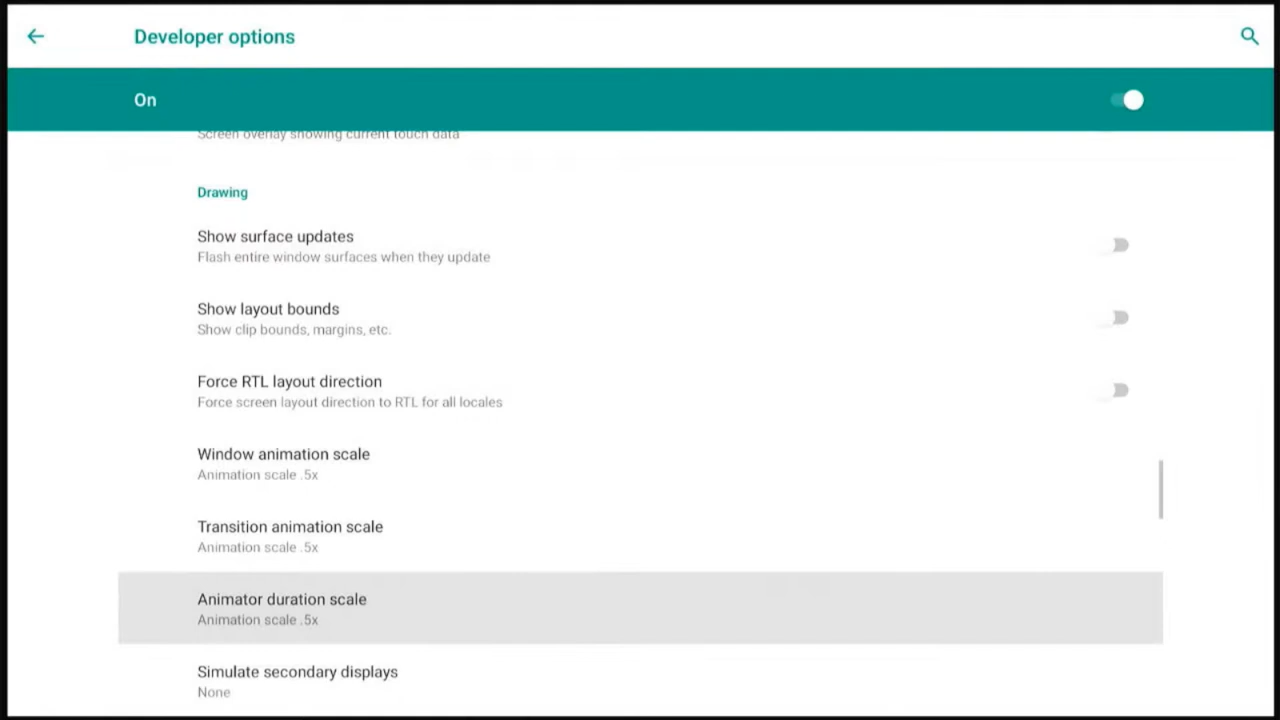 Developer options
On
Screen overlay showing current touch data
Drawing
Show surface updates
Flash entire window surfaces when they update
Show layout bounds
Show clip bounds, margins, etc.
Force RTL layout direction
Force screen layout direction to RTL for all locales
Window animation scale
Animation scale .5x
Transition animation scale
Animation scale .5x
Animator duration scale
Animation scale .5x
Simulate secondary displays
None